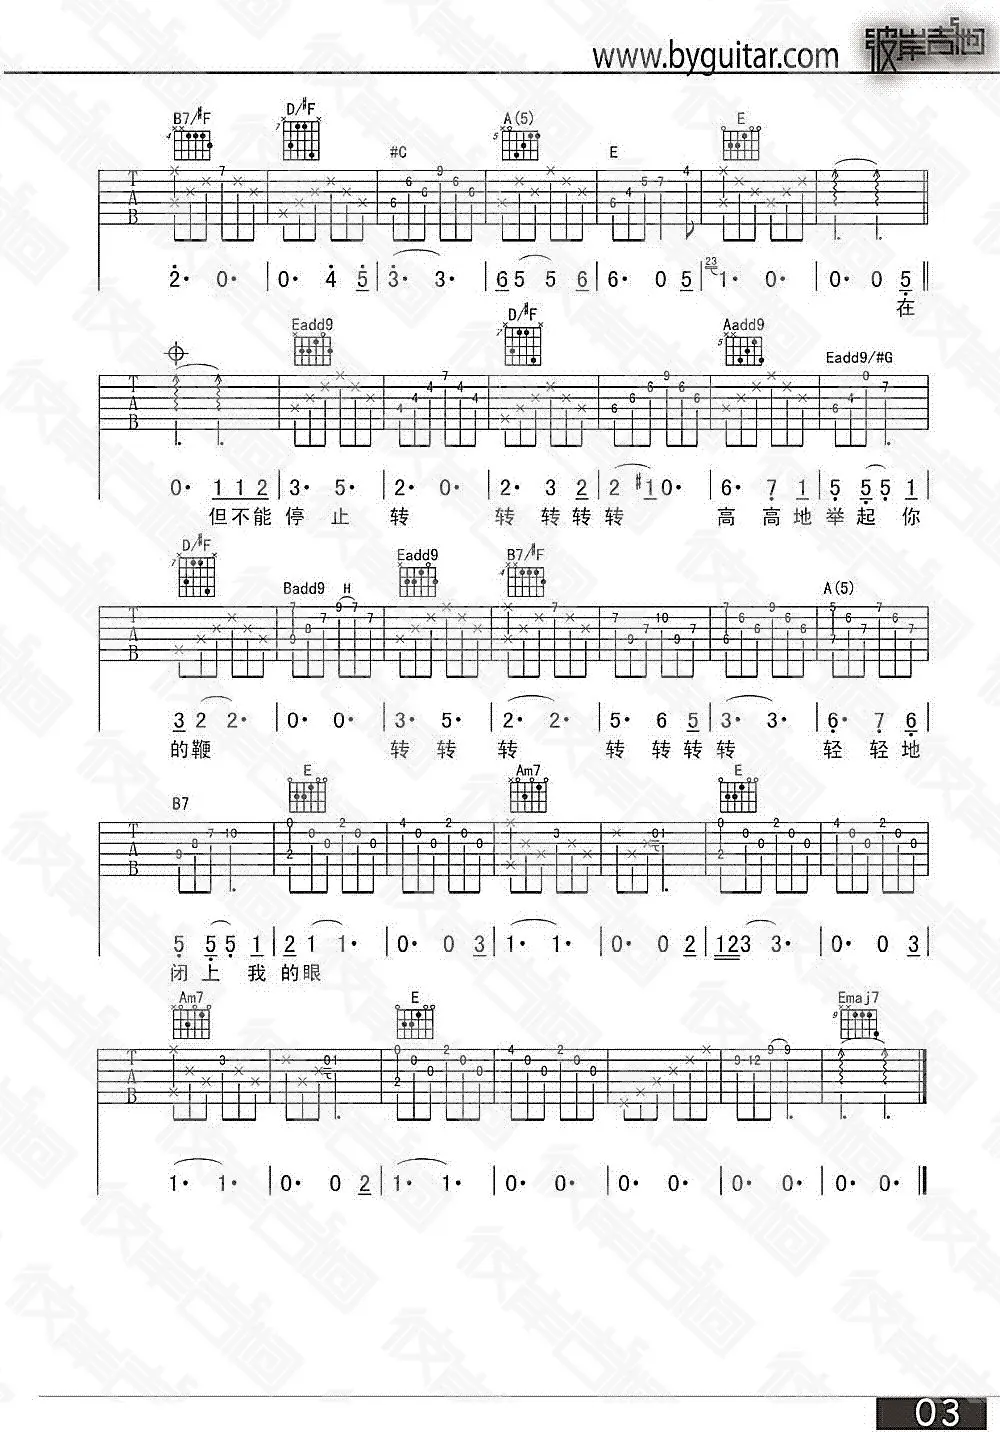 www.byguitar.com 彼岸吉他
B7/#F D/#F #C A(5) E E
2· 0· 0· 4 5 3· 3· 6 5 5 6 6· 0 5 23 1· 0· 0· 0 5
在
Eadd9 D/#F Aadd9 Eadd9/#G
0· 1 1 2 3· 5· 2· 0· 2· 3 2 2 #1 0· 6· 7 1 5 5 5 1
但不能 停 止 转 转 转 转 转 高 高 地 举 起 你
D/#F Badd9 H Eadd9 B7/#F A(5)
3 2 2· 0· 0· 3· 5· 2· 2· 5· 6 5 3· 3· 6· 7 6
的鞭 转 转 转 转 转 转 转 轻 轻 地
B7 E Am7 E
5 5 5 1 2 1 1· 0· 0 3 1· 1· 0· 0 2 1 2 3 3· 0· 0 3
闭 上 我 的眼
Am7 E Emaj7
1· 1· 0· 0 2 1· 1· 0· 0· 0· 0· 0· 0· 0· 0·
03